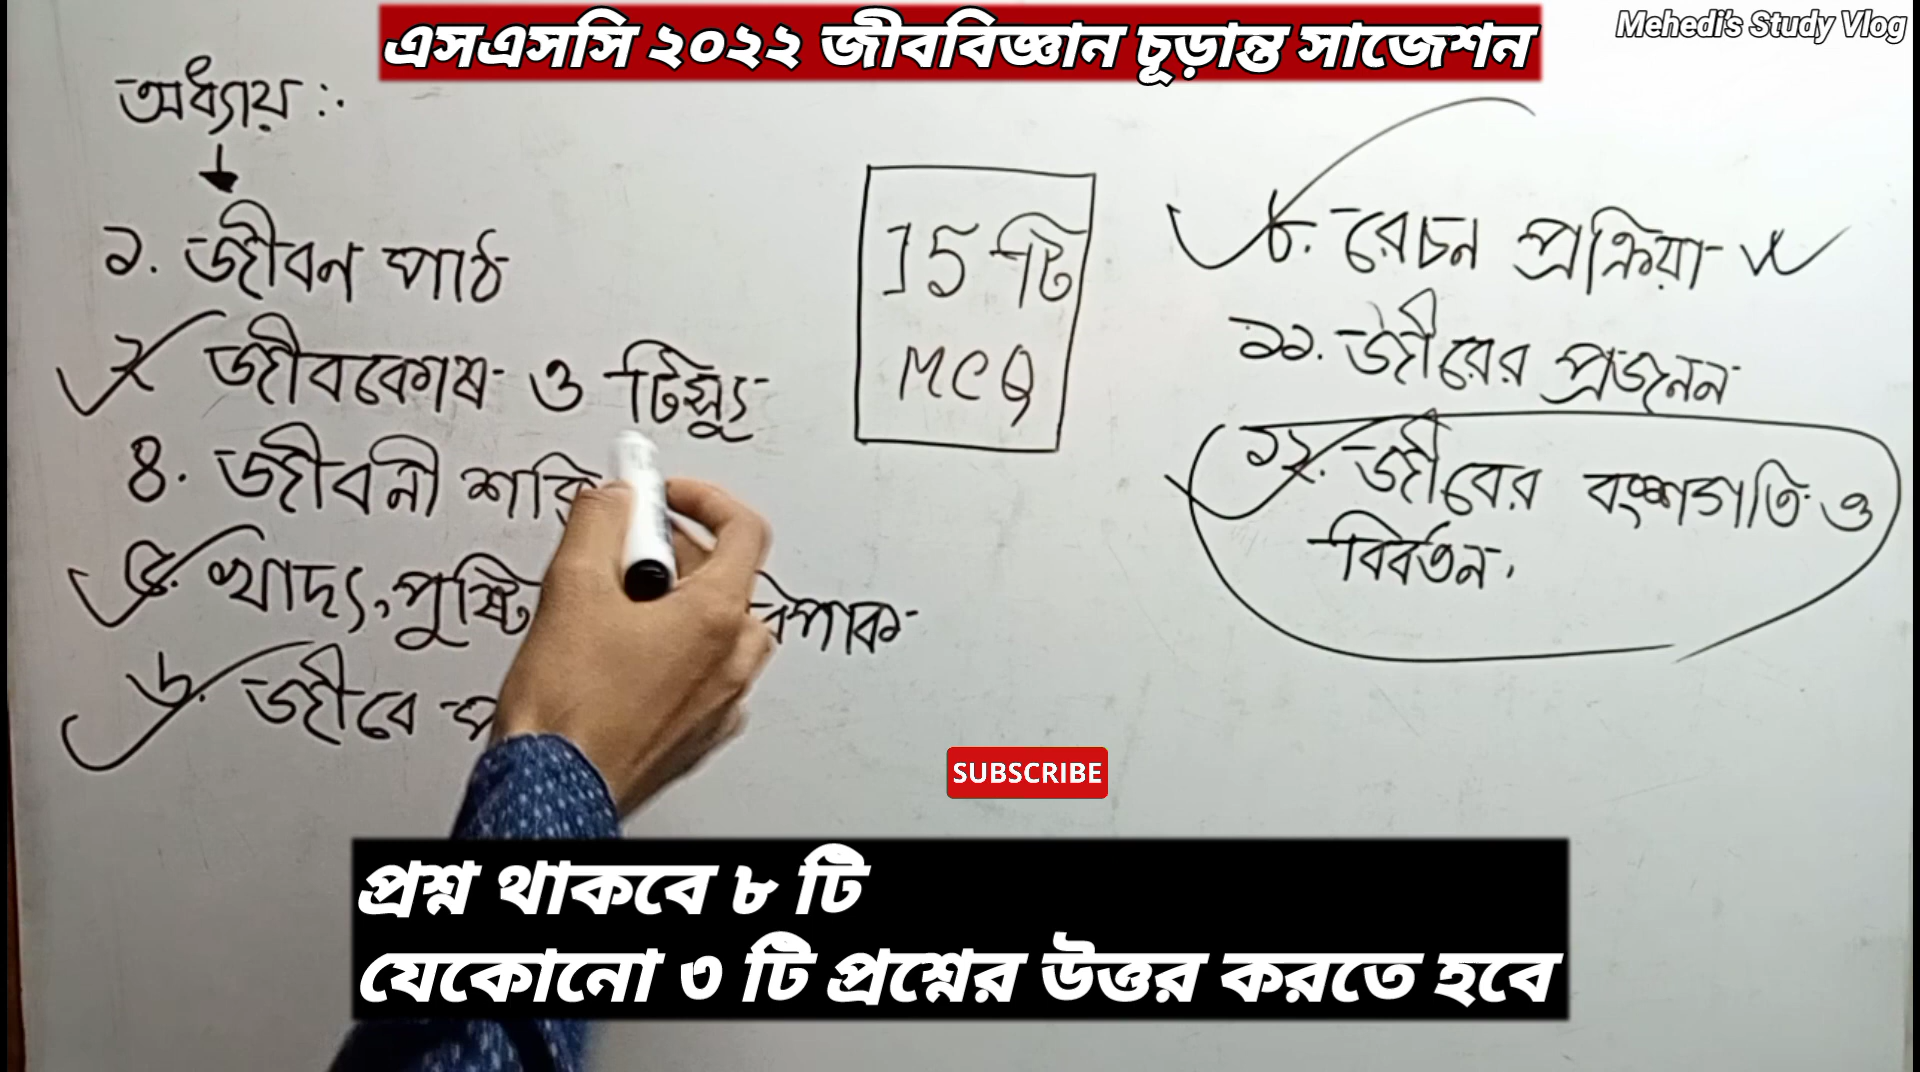 এসএসসি ২০২২ জীববিজ্ঞান চূড়ান্ত সাজেশন
Mehedi's Study Vlog
অধ্যায় :-
১. জীবন পাঠ
২ জীবকোষ ও টিস্যু
৪. জীবনী
৫. খাদ্য, পুষ্টি
৬. জীবে
15 টি
MCQ
৮. রেচন প্রক্রিয়া
১১. জীবের প্রজনন
১২. জীবের বংশগতি ও
বিবর্তন.
SUBSCRIBE
প্রশ্ন থাকবে ৮ টি
যেকোনো ৩ টি প্রশ্নের উত্তর করতে হবে